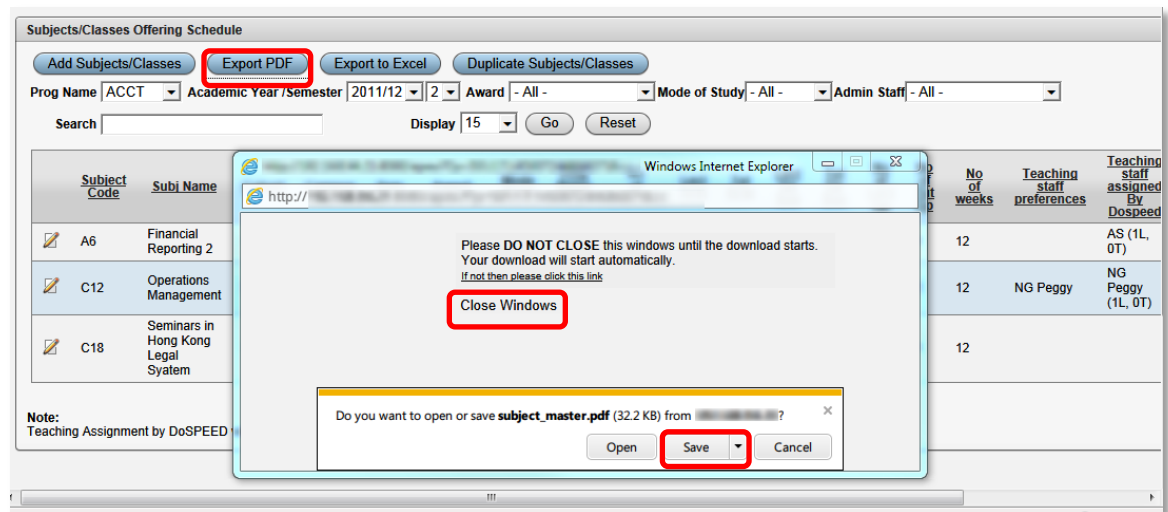 Subjects/Classes Offering Schedule
Add Subjects/Classes Export PDF Export to Excel Duplicate Subjects/Classes
Prog Name ACCT Academic Year /Semester 2011/12 2 Award - All - Mode of Study - All - Admin Staff - All -
Search Display 15 Go Reset
Windows Internet Explorer
http://
Subject Code
Subj Name
No of weeks
Teaching staff preferences
Teaching staff assigned By Dospeed
Please DO NOT CLOSE this windows until the download starts.
Your download will start automatically.
If not then please click this link
Close Windows
A6 Financial Reporting 2 12 AS (1L, 0T)
C12 Operations Management 12 NG Peggy NG Peggy (1L, 0T)
C18 Seminars in Hong Kong Legal Syatem 12
Do you want to open or save subject_master.pdf (32.2 KB) from ?
Open Save Cancel
Note:
Teaching Assignment by DoSPEED